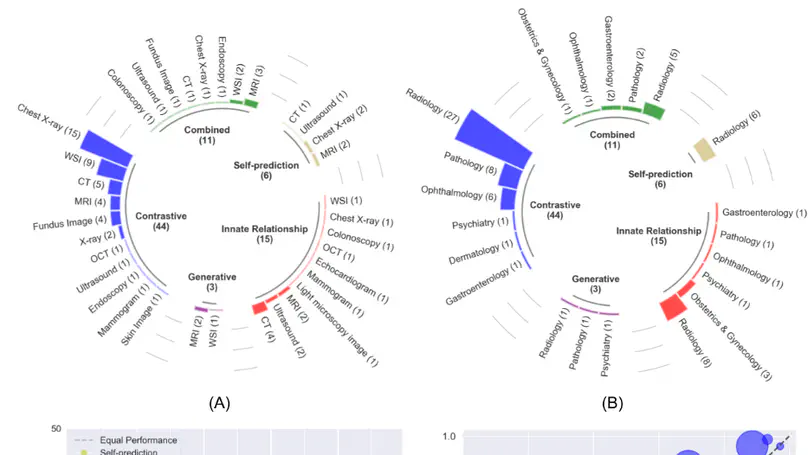 Colonoscopy (1)
Ultrasound (1)
Fundus Image (1)
CT (1)
Chest X-ray (1)
Endoscopy (1)
WSI (2)
MRI (3)
Combined
(11)
CT (1)
Ultrasound (1)
Chest X-ray (2)
MRI (2)
Self-prediction
(6)
Chest X-ray (15)
WSI (9)
CT (5)
MRI (4)
Fundus Image (4)
X-ray (2)
OCT (1)
Ultrasound (1)
Endoscopy (1)
Mammogram (1)
Skin Image (1)
Contrastive
(44)
WSI (1)
Chest X-ray (1)
Colonoscopy (1)
OCT (1)
Echocardiogram (1)
Mammogram (1)
Light microscopy image (1)
MRI (2)
Ultrasound (2)
CT (4)
Innate Relationship
(15)
Generative
(3)
MRI (2)
WSI (1)
(A)
Obstetrics & Gynecology (1)
Ophthalmology (1)
Gastroenterology (2)
Pathology (2)
Radiology (5)
Combined
(11)
Radiology (6)
Self-prediction
(6)
Radiology (27)
Pathology (8)
Ophthalmology (6)
Psychiatry (1)
Dermatology (1)
Gastroenterology (1)
Contrastive
(44)
Gastroenterology (1)
Pathology (1)
Ophthalmology (1)
Psychiatry (1)
Obstetrics & Gynecology (3)
Radiology (8)
Innate Relationship
(15)
Generative
(3)
Radiology (1)
Pathology (1)
Psychiatry (1)
(B)
50
Equal Performance
Self-prediction
1.0